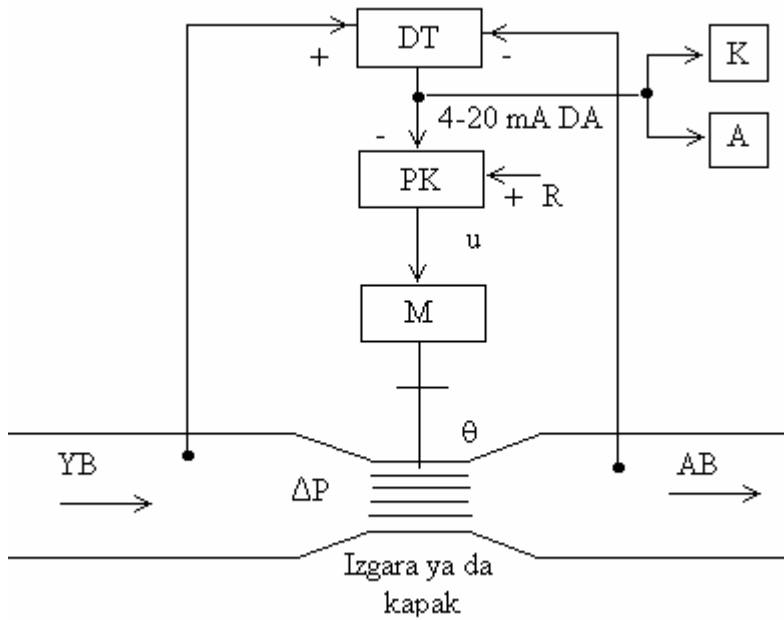 DT
K
+
-
4-20 mA DA
A
-
PK
+ R
u
M
θ
YB
AB
ΔP
Izgara ya da
kapak